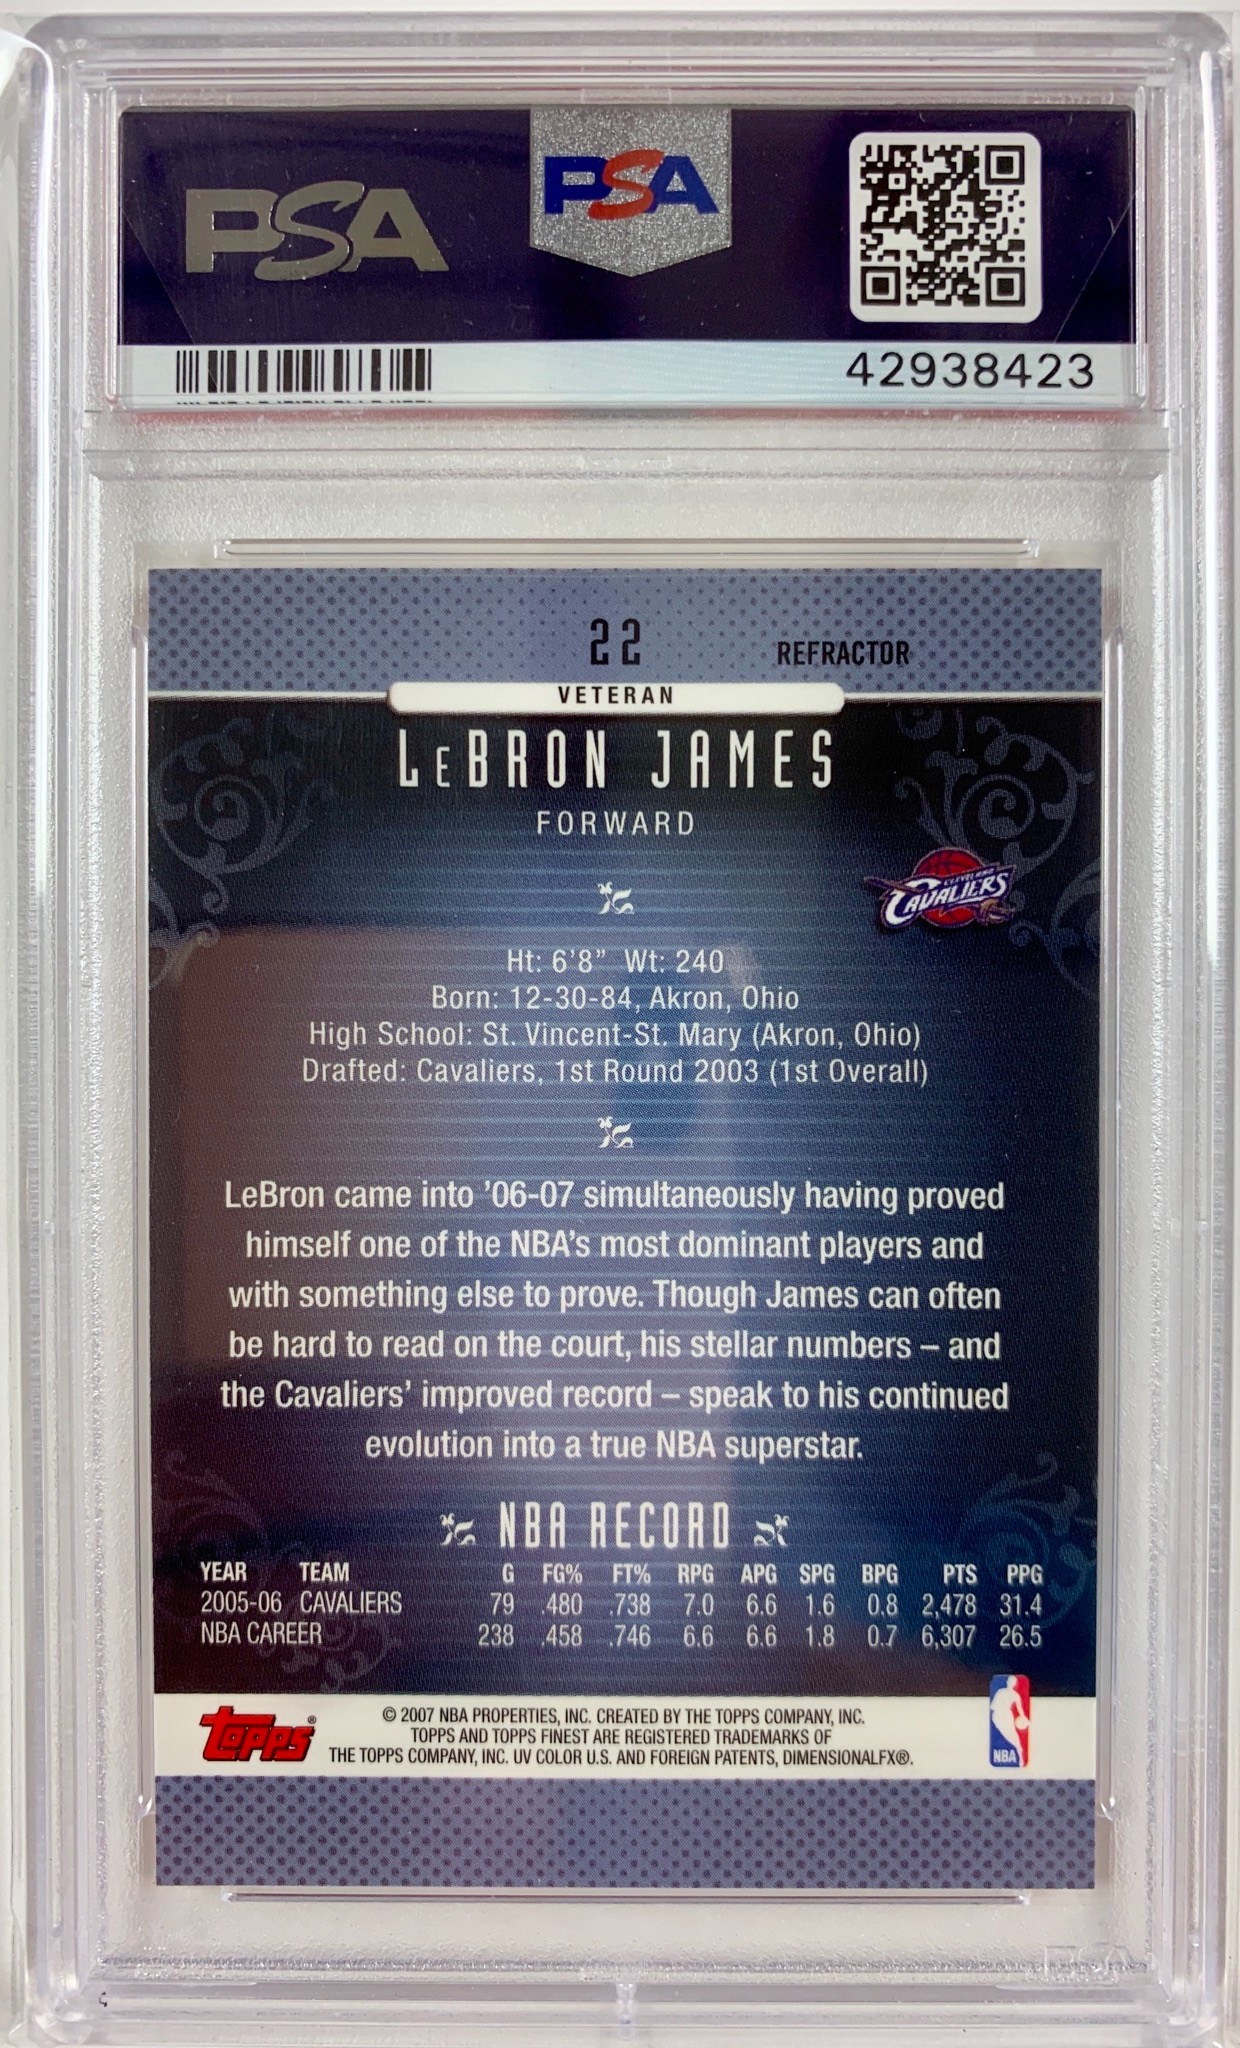 PSA
PSA
42938423
22
REFRACTOR
VETERAN
LeBRON JAMES
FORWARD
CLEVELAND
CAVALIERS
Ht: 6'8" Wt: 240
Born: 12-30-84, Akron, Ohio
High School: St. Vincent-St. Mary (Akron, Ohio)
Drafted: Cavaliers, 1st Round 2003 (1st Overall)
LeBron came into '06-07 simultaneously having proved
himself one of the NBA's most dominant players and
with something else to prove. Though James can often
be hard to read on the court, his stellar numbers – and
the Cavaliers' improved record – speak to his continued
evolution into a true NBA superstar.
NBA RECORD
YEAR TEAM G FG% FT% RPG APG SPG BPG PTS PPG
2005-06 CAVALIERS 79 .480 .738 7.0 6.6 1.6 0.8 2,478 31.4
NBA CAREER 238 .458 .746 6.6 6.6 1.8 0.7 6,307 26.5
topps®
© 2007 NBA PROPERTIES, INC. CREATED BY THE TOPPS COMPANY, INC.
TOPPS AND TOPPS FINEST ARE REGISTERED TRADEMARKS OF
THE TOPPS COMPANY, INC. UV COLOR U.S. AND FOREIGN PATENTS, DIMENSIONALFX®.
NBA
PSA